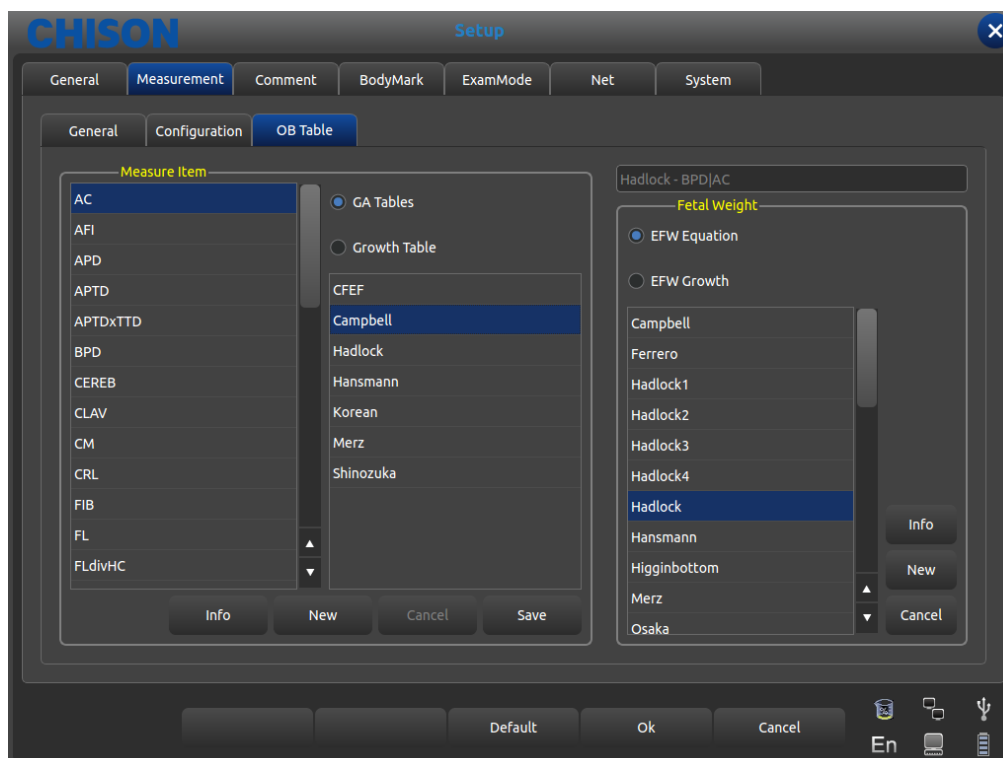 CHISON
Setup
General
Measurement
Comment
BodyMark
ExamMode
Net
System
General
Configuration
OB Table
Measure Item
AC
AFI
APD
APTD
APTDxTTD
BPD
CEREB
CLAV
CM
CRL
FIB
FL
FLdivHC
GA Tables
Growth Table
CFEF
Campbell
Hadlock
Hansmann
Korean
Merz
Shinozuka
Info
New
Cancel
Save
Hadlock - BPD|AC
Fetal Weight
EFW Equation
EFW Growth
Campbell
Ferrero
Hadlock1
Hadlock2
Hadlock3
Hadlock4
Hadlock
Hansmann
Higginbottom
Merz
Osaka
Info
New
Cancel
Default
Ok
Cancel
En